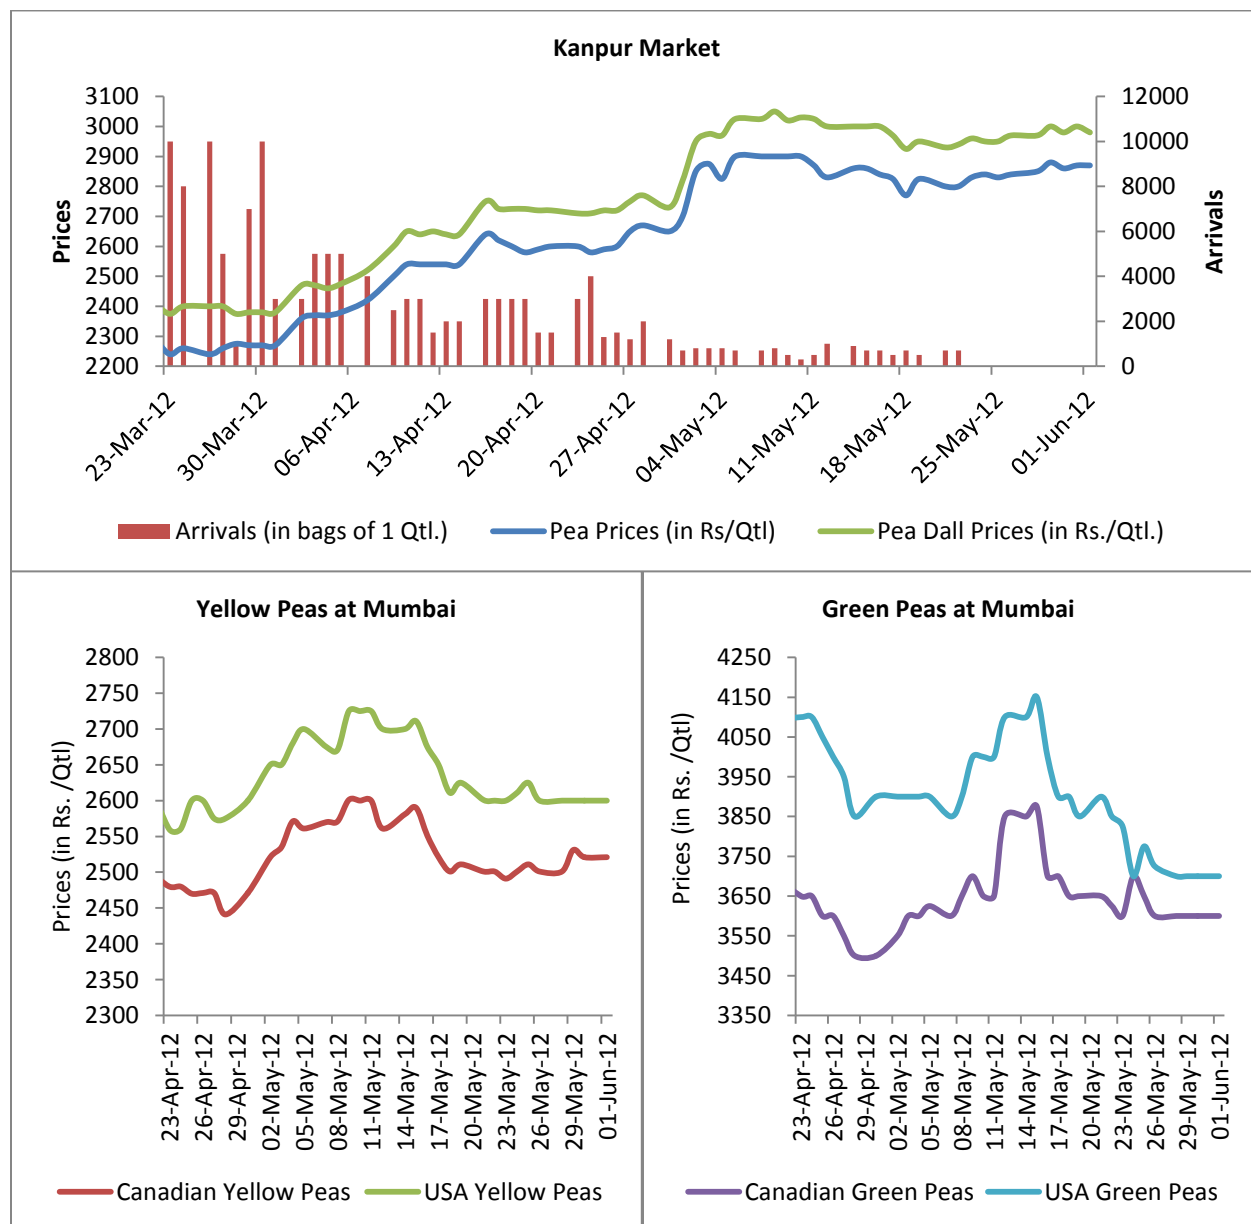 Kanpur Market
Prices
3100
3000
2900
2800
2700
2600
2500
2400
2300
2200
12000
10000
8000
6000
4000
2000
0
Arrivals
23-Mar-12
30-Mar-12
06-Apr-12
13-Apr-12
20-Apr-12
27-Apr-12
04-May-12
11-May-12
18-May-12
25-May-12
01-Jun-12
Arrivals (in bags of 1 Qtl.)
Pea Prices (in Rs/Qtl)
Pea Dall Prices (in Rs./Qtl.)
Yellow Peas at Mumbai
Prices (in Rs. /Qtl)
2800
2750
2700
2650
2600
2550
2500
2450
2400
2350
2300
23-Apr-12
26-Apr-12
29-Apr-12
02-May-12
05-May-12
08-May-12
11-May-12
14-May-12
17-May-12
20-May-12
23-May-12
26-May-12
29-May-12
01-Jun-12
Canadian Yellow Peas
USA Yellow Peas
Green Peas at Mumbai
Prices (in Rs. /Qtl)
4250
4150
4050
3950
3850
3750
3650
3550
3450
3350
23-Apr-12
26-Apr-12
29-Apr-12
02-May-12
05-May-12
08-May-12
11-May-12
14-May-12
17-May-12
20-May-12
23-May-12
26-May-12
29-May-12
01-Jun-12
Canadian Green Peas
USA Green Peas